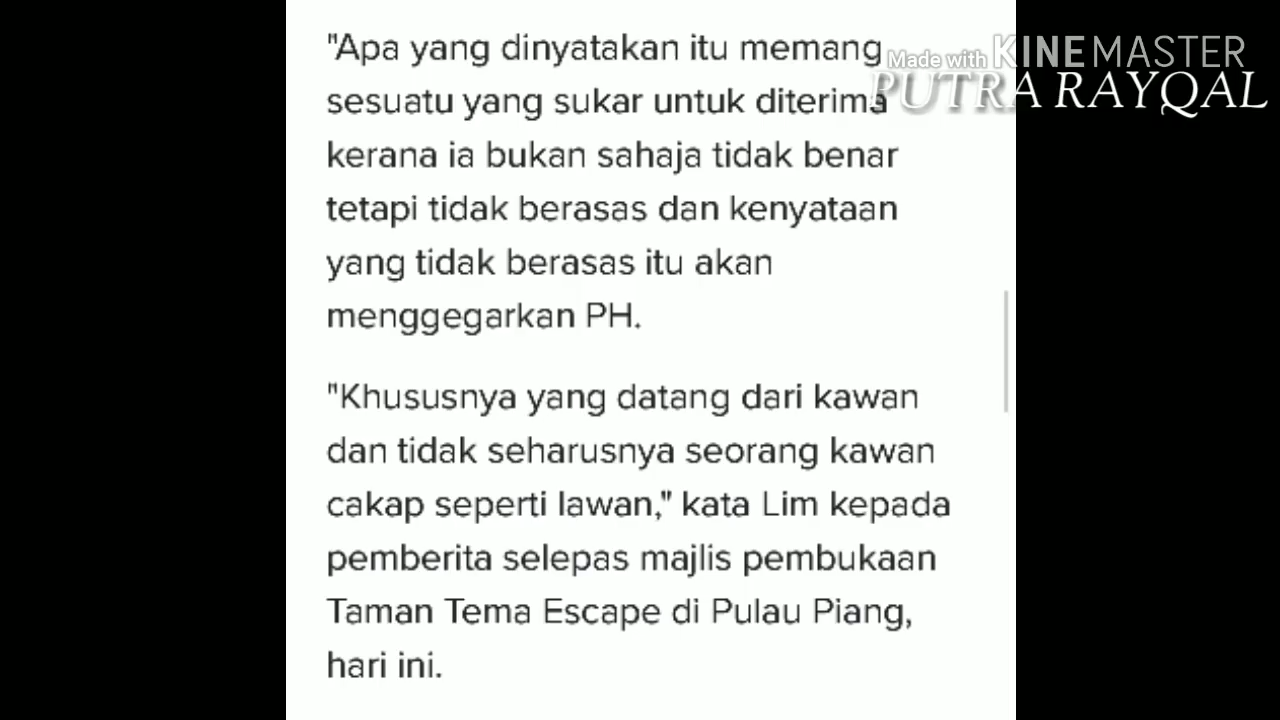 "Apa yang dinyatakan itu memang
sesuatu yang sukar untuk diterima
kerana ia bukan sahaja tidak benar
tetapi tidak berasas dan kenyataan
yang tidak berasas itu akan
menggegarkan PH.
"Khususnya yang datang dari kawan
dan tidak seharusnya seorang kawan
cakap seperti lawan," kata Lim kepada
pemberita selepas majlis pembukaan
Taman Tema Escape di Pulau Piang,
hari ini.
Made with KINEMASTER
PUTRA RAYQAL